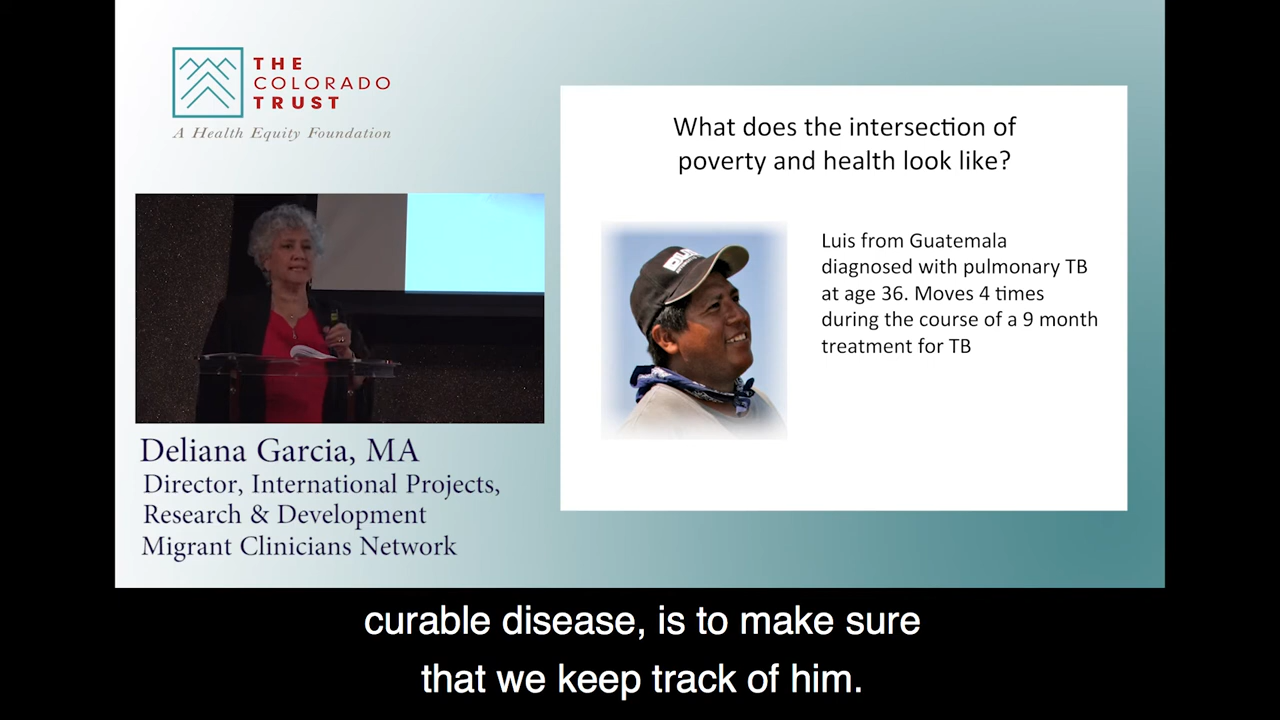 THE
COLORADO
TRUST
A Health Equity Foundation
What does the intersection of
poverty and health look like?
Luis from Guatemala
diagnosed with pulmonary TB
at age 36. Moves 4 times
during the course of a 9 month
treatment for TB
Deliana Garcia, MA
Director, International Projects,
Research & Development
Migrant Clinicians Network
curable disease, is to make sure
that we keep track of him.